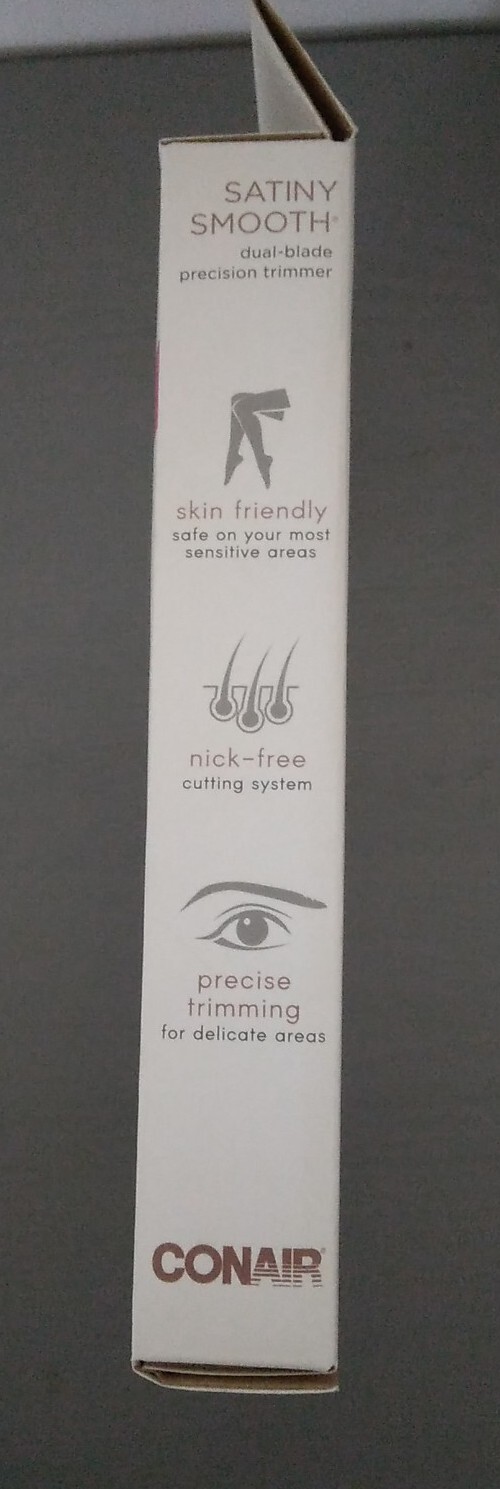 SATINY
SMOOTH®
dual-blade
precision trimmer
skin friendly
safe on your most
sensitive areas
nick-free
cutting system
precise
trimming
for delicate areas
CONAIR®